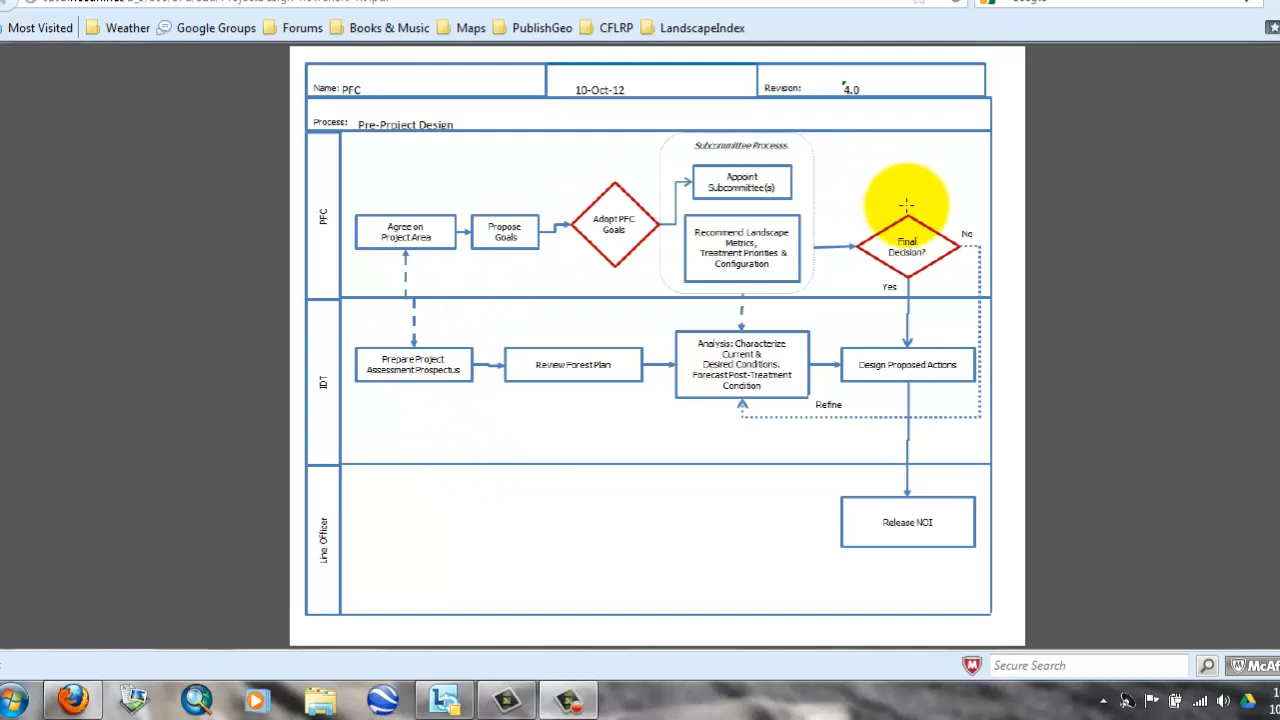 Most Visited
Weather
Google Groups
Forums
Books & Music
Maps
PublishGeo
CFLRP
LandscapeIndex
Name: PFC
10-Oct-12
Revision:
4.0
Process:
Pre-Project Design
PFC
Subcommittee Processs
Appoint
Subcommittee(s)
Agree on
Project Area
Propose
Goals
Adopt PFC
Goals
Recommend Landscape
Metrics,
Treatment Priorities &
Configuration
Final
Decision?
No
Yes
IDT
Prepare Project
Assessment Prospectus
Review Forest Plan
Analysis: Characterize
Current &
Desired Conditions.
Forecast Post-Treatment
Condition
Design Proposed Actions
Refine
Line Officer
Release NOI
Secure Search
McAf